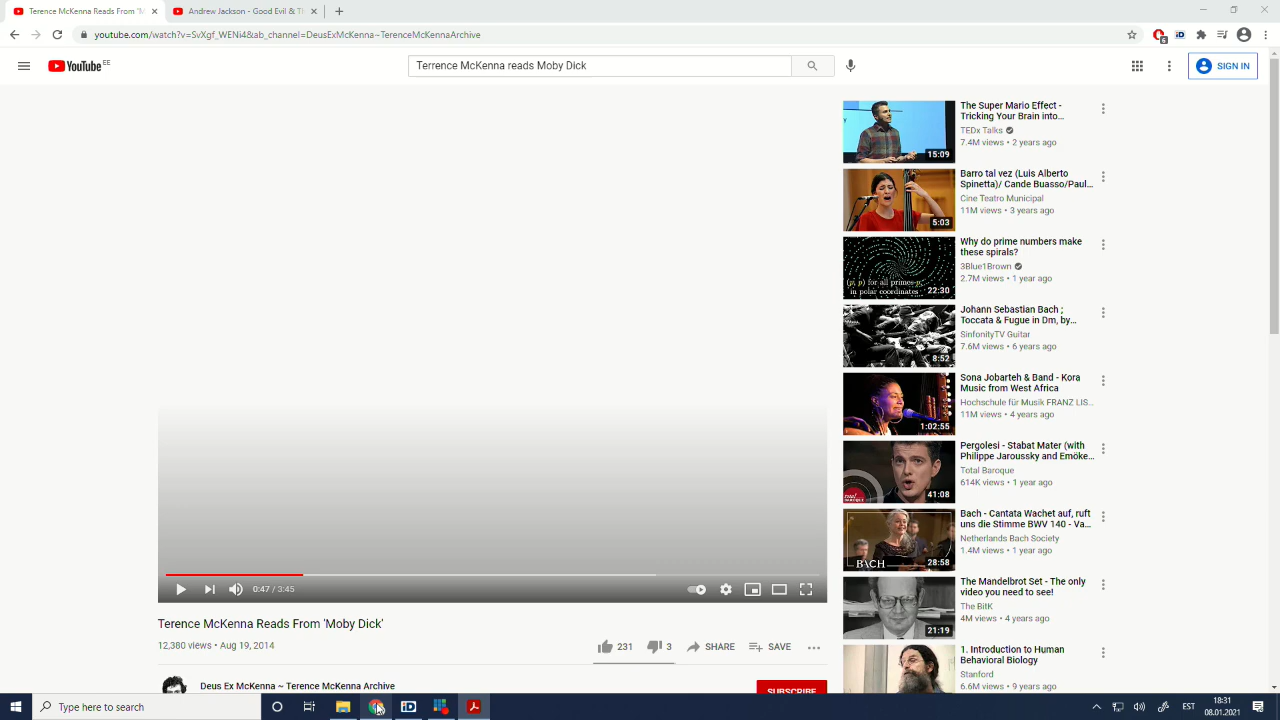 Terence McKenna Reads From 'M
Andrew Jackson - Good Evil & T
youtube.com/watch?v=SvXgf_WENi4&ab_channel=DeusExMcKenna~TerenceMcKennaArchive
6
YouTube EE
Terrence McKenna reads Moby Dick
SIGN IN
The Super Mario Effect -
Tricking Your Brain into...
TEDx Talks
7.4M views • 2 years ago
15:09
Barro tal vez (Luis Alberto
Spinetta)/ Cande Buasso/Paul...
Cine Teatro Municipal
11M views • 3 years ago
5:03
Why do prime numbers make
these spirals?
3Blue1Brown
2.7M views • 1 year ago
(p, p) for all primes p,
in polar coordinates
22:30
Johann Sebastian Bach ;
Toccata & Fugue in Dm, by...
SinfonityTV Guitar
7.6M views • 6 years ago
8:52
Sona Jobarteh & Band - Kora
Music from West Africa
Hochschule für Musik FRANZ LIS...
11M views • 4 years ago
1:02:55
Pergolesi - Stabat Mater (with
Philippe Jaroussky and Emöke...
Total Baroque
614K views • 1 year ago
41:08
Bach - Cantata Wachet auf, ruft
uns die Stimme BWV 140 - Va...
Netherlands Bach Society
1.4M views • 1 year ago
BACH
28:58
The Mandelbrot Set - The only
video you need to see!
The BitK
4M views • 4 years ago
21:19
1. Introduction to Human
Behavioral Biology
Stanford
6.6M views • 9 years ago
0:47 / 3:45
Terence McKenna Reads From 'Moby Dick'
12,380 views • Aug 19, 2014
231
3
SHARE
SAVE
Deus Ex McKenna ~ Terence McKenna Archive
SUBSCRIBE
Type here to search
EST
18:31
08.01.2021